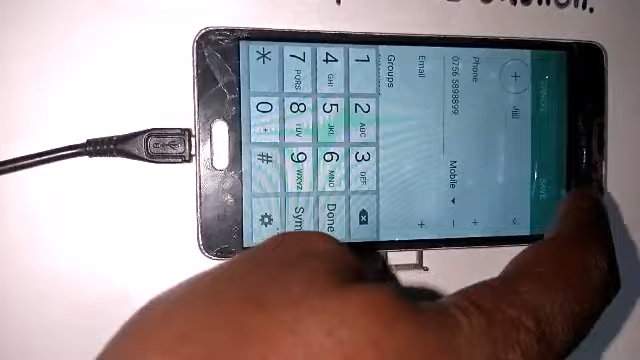 SAVE
Jjjj
Phone
0756 5898899
Mobile
Email
Groups
1
2 ABC
3 DEF
4 GHI
5 JKL
6 MNO
Done
7 PQRS
8 TUV
9 WXYZ
Sym
*
0 +
#